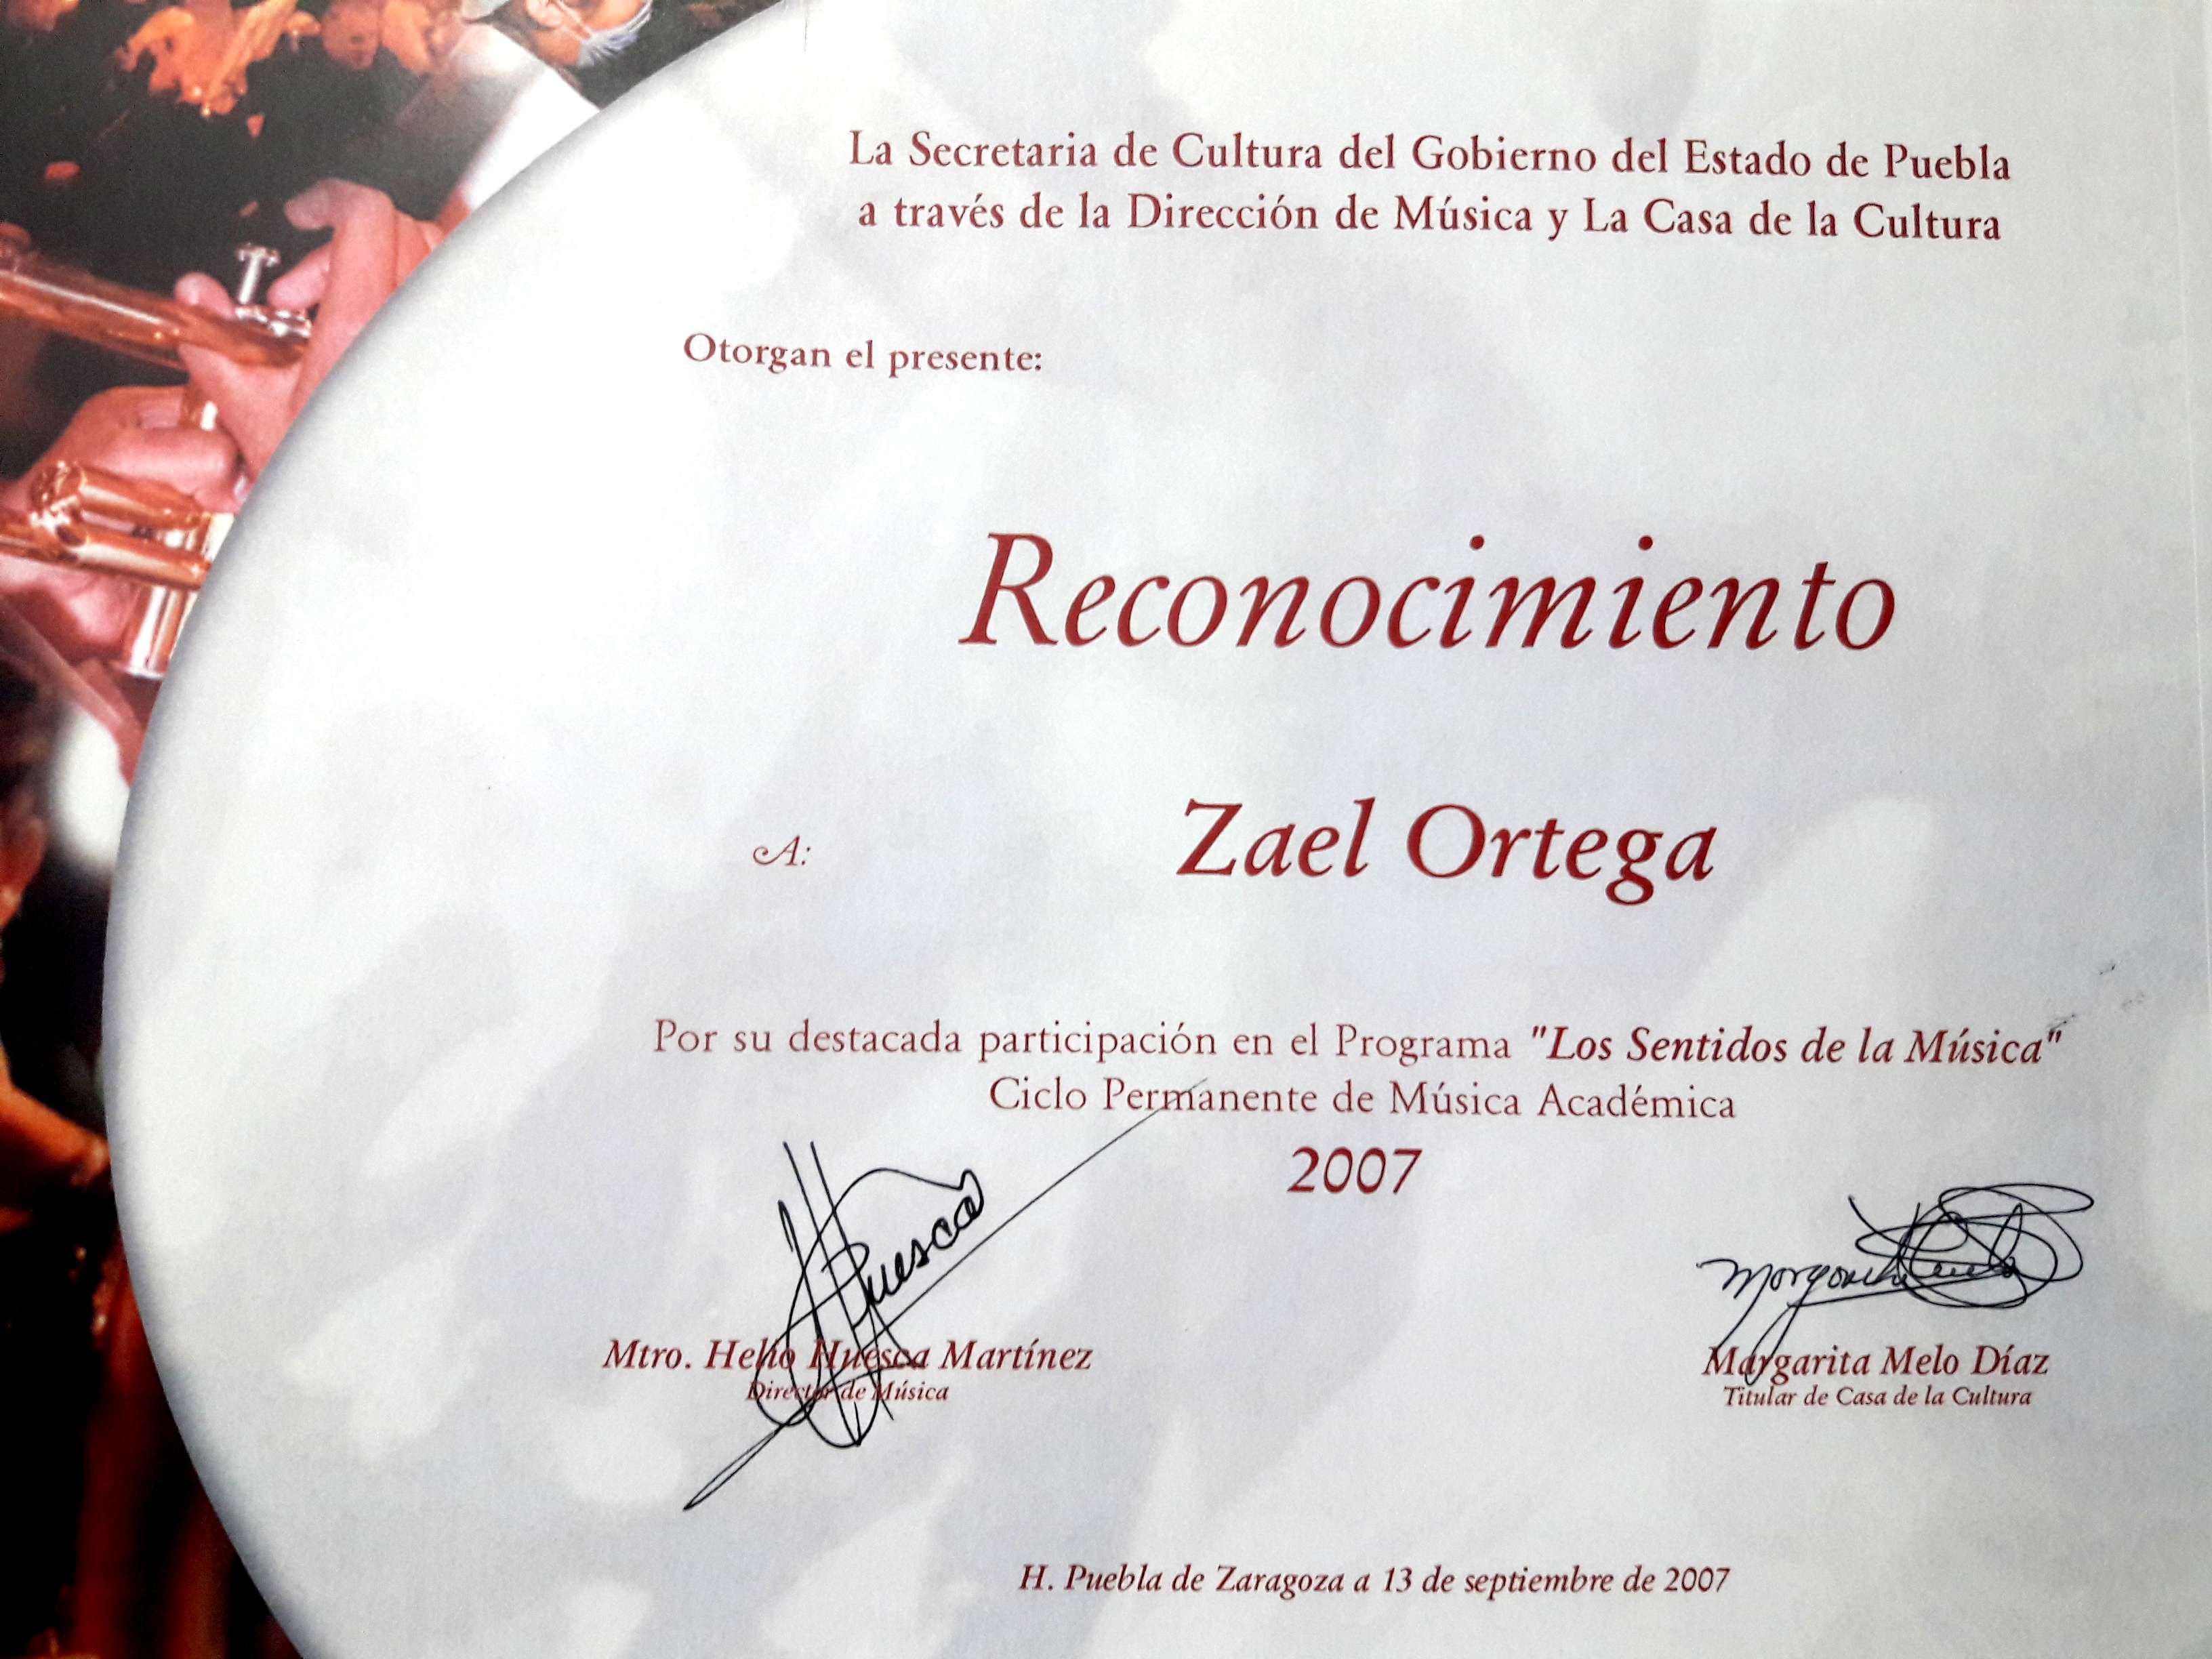 La Secretaria de Cultura del Gobierno del Estado de Puebla
a través de la Dirección de Música y La Casa de la Cultura
Otorgan el presente:
Reconocimiento
A: Zael Ortega
Por su destacada participación en el Programa "Los Sentidos de la Música"
Ciclo Permanente de Música Académica
2007
Huesca
Mtro. Helio Huesca Martínez
Director de Música
Margarita Melo Díaz
Titular de Casa de la Cultura
H. Puebla de Zaragoza a 13 de septiembre de 2007